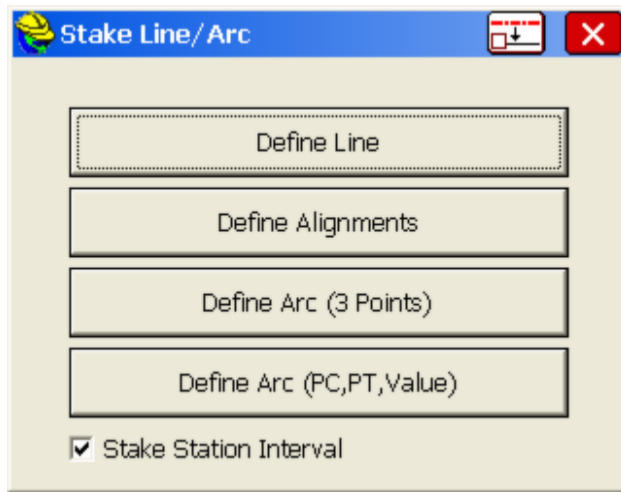 Stake Line/Arc
Define Line
Define Alignments
Define Arc (3 Points)
Define Arc (PC,PT,Value)
Stake Station Interval